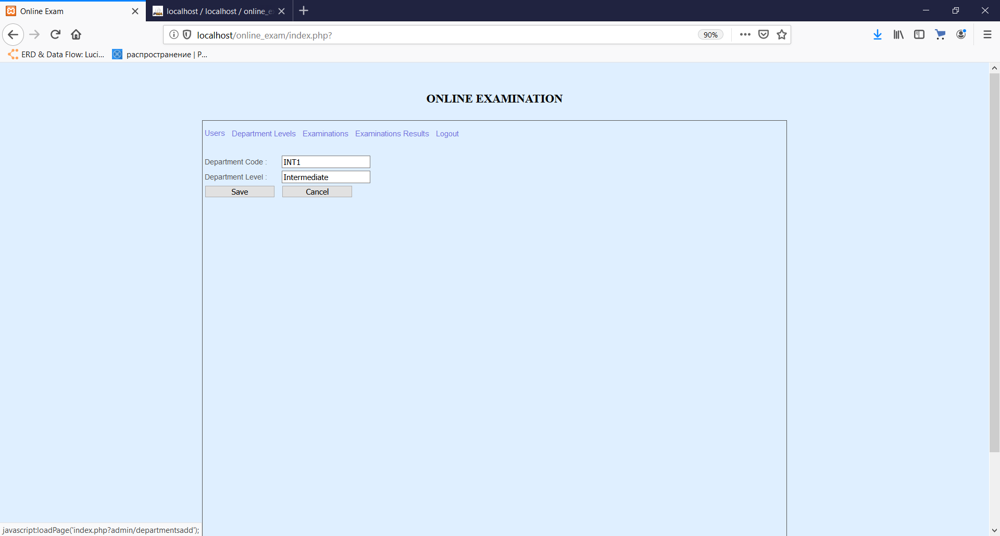 Online Exam
localhost / localhost / online_e
localhost/online_exam/index.php?
90%
ERD & Data Flow: Luci...
распространение | Р...
ONLINE EXAMINATION
Users Department Levels Examinations Examinations Results Logout
Department Code : INT1
Department Level : Intermediate
Save Cancel
javascript:loadPage('index.php?admin/departmentsadd');